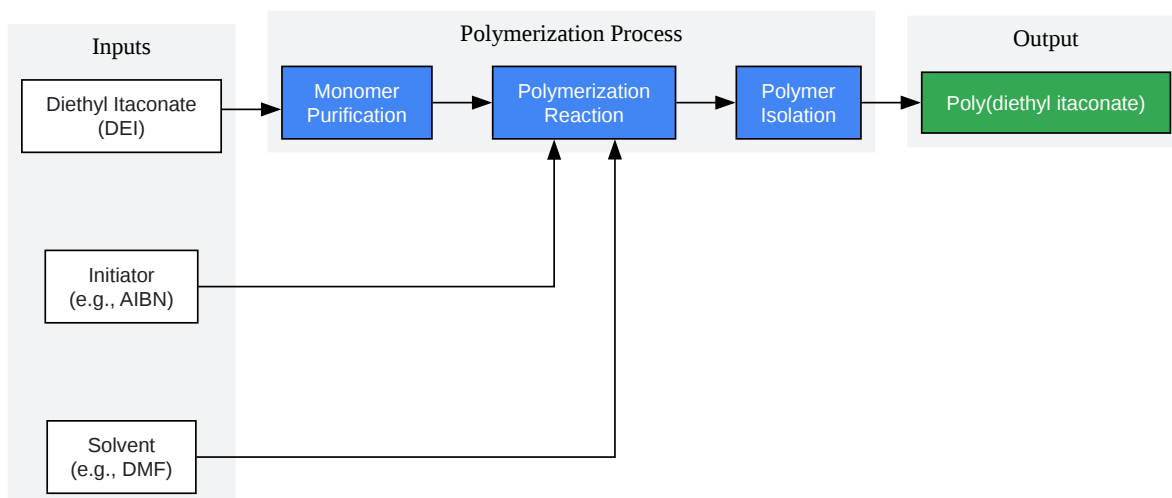 Inputs
Diethyl Itaconate
(DEI)
Initiator
(e.g., AIBN)
Solvent
(e.g., DMF)
Polymerization Process
Monomer
Purification
Polymerization
Reaction
Polymer
Isolation
Output
Poly(diethyl itaconate)